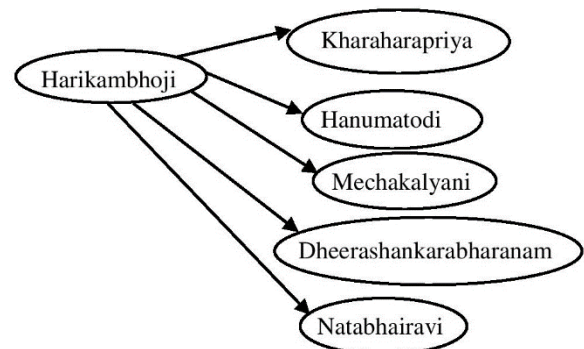 Kharaharapriya
Harikambhoji
Hanumatodi
Mechakalyani
Dheerashankarabharanam
Natabhairavi